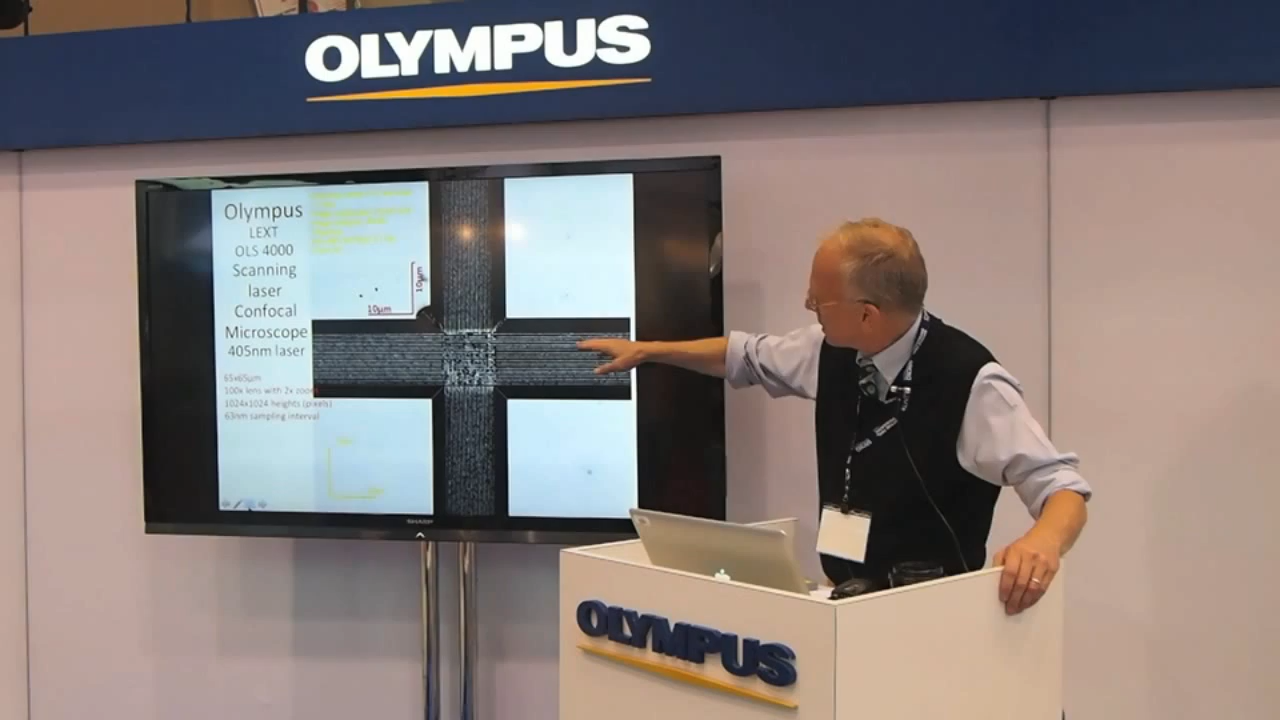 OLYMPUS
Olympus
LEXT
OLS 4000
Scanning
laser
Confocal
Microscope
405nm laser
65x65µm
100x lens with 2x zoom
1024x1024 heights (pixels)
63nm sampling interval
10µm
10µm
SHARP
OLYMPUS